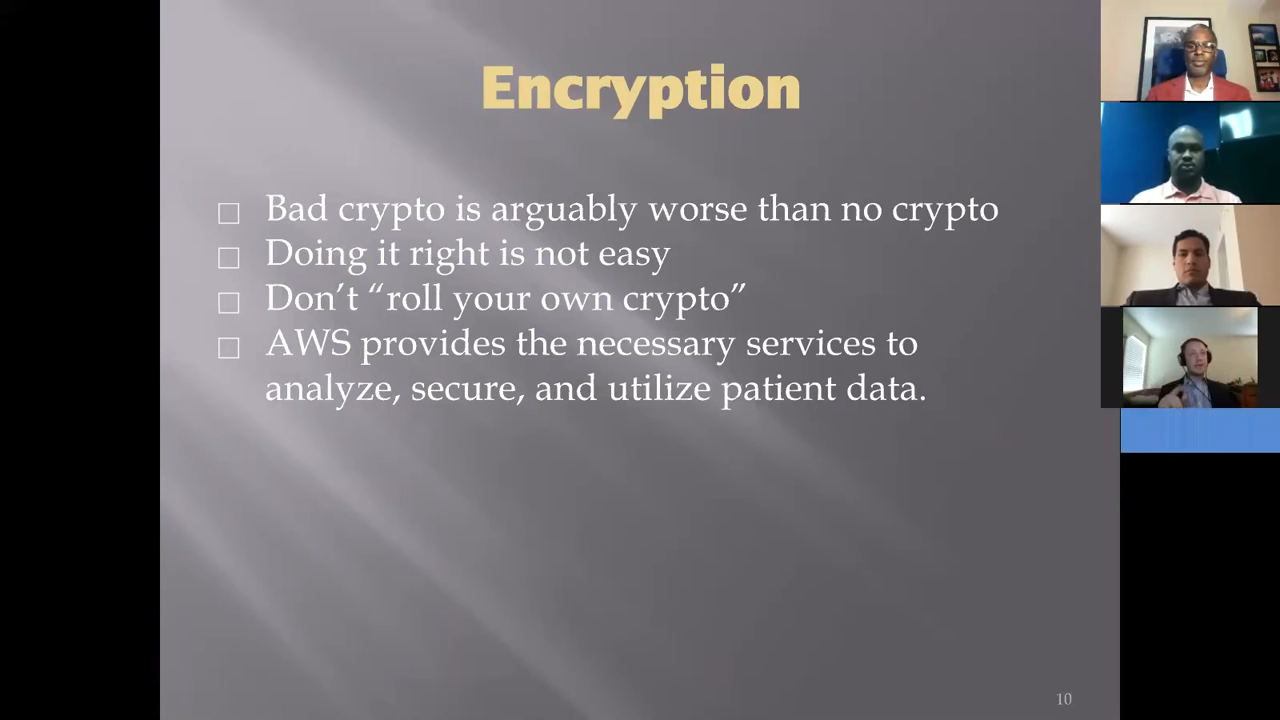 Encryption
Bad crypto is arguably worse than no crypto
Doing it right is not easy
Don’t “roll your own crypto”
AWS provides the necessary services to
analyze, secure, and utilize patient data.
10